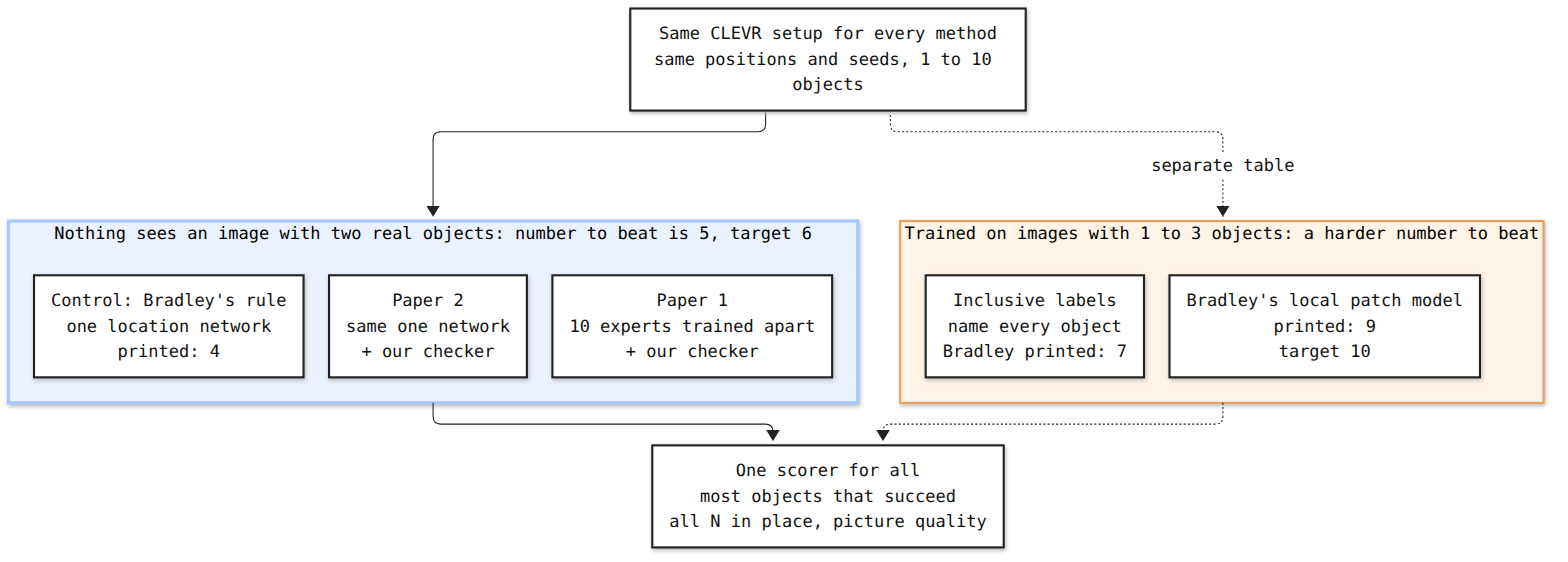 Same CLEVR setup for every method
same positions and seeds, 1 to 10
objects
separate table
Nothing sees an image with two real objects: number to beat is 5, target 6
Control: Bradley's rule
one location network
printed: 4
Paper 2
same one network
+ our checker
Paper 1
10 experts trained apart
+ our checker
Trained on images with 1 to 3 objects: a harder number to beat
Inclusive labels
name every object
Bradley printed: 7
Bradley's local patch model
printed: 9
target 10
One scorer for all
most objects that succeed
all N in place, picture quality